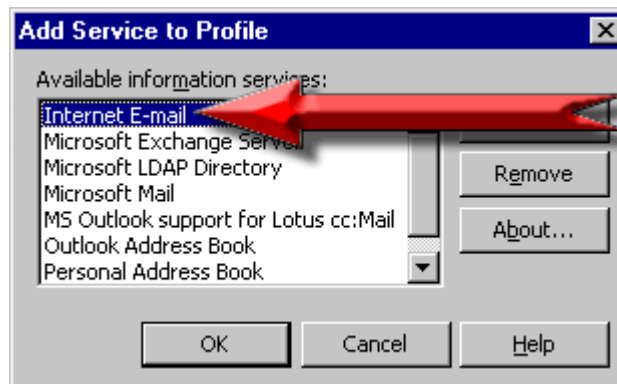 Add Service to Profile
Available information services:
Internet E-mail
Microsoft Exchange Server
Microsoft LDAP Directory
Microsoft Mail
MS Outlook support for Lotus cc:Mail
Outlook Address Book
Personal Address Book
Remove
About...
OK
Cancel
Help